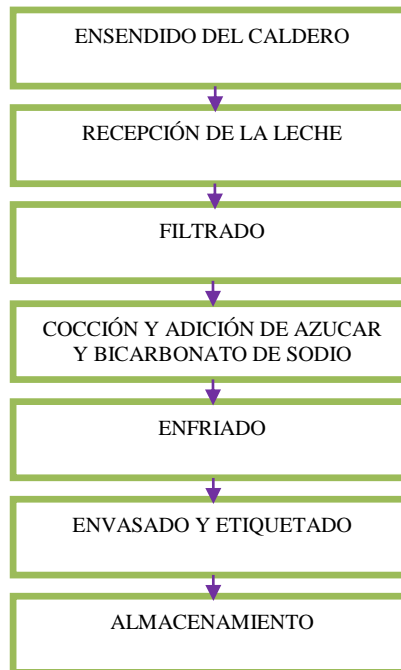 ENSENDIDO DEL CALDERO
RECEPCIÓN DE LA LECHE
FILTRADO
COCCIÓN Y ADICIÓN DE AZUCAR
Y BICARBONATO DE SODIO
ENFRIADO
ENVASADO Y ETIQUETADO
ALMACENAMIENTO